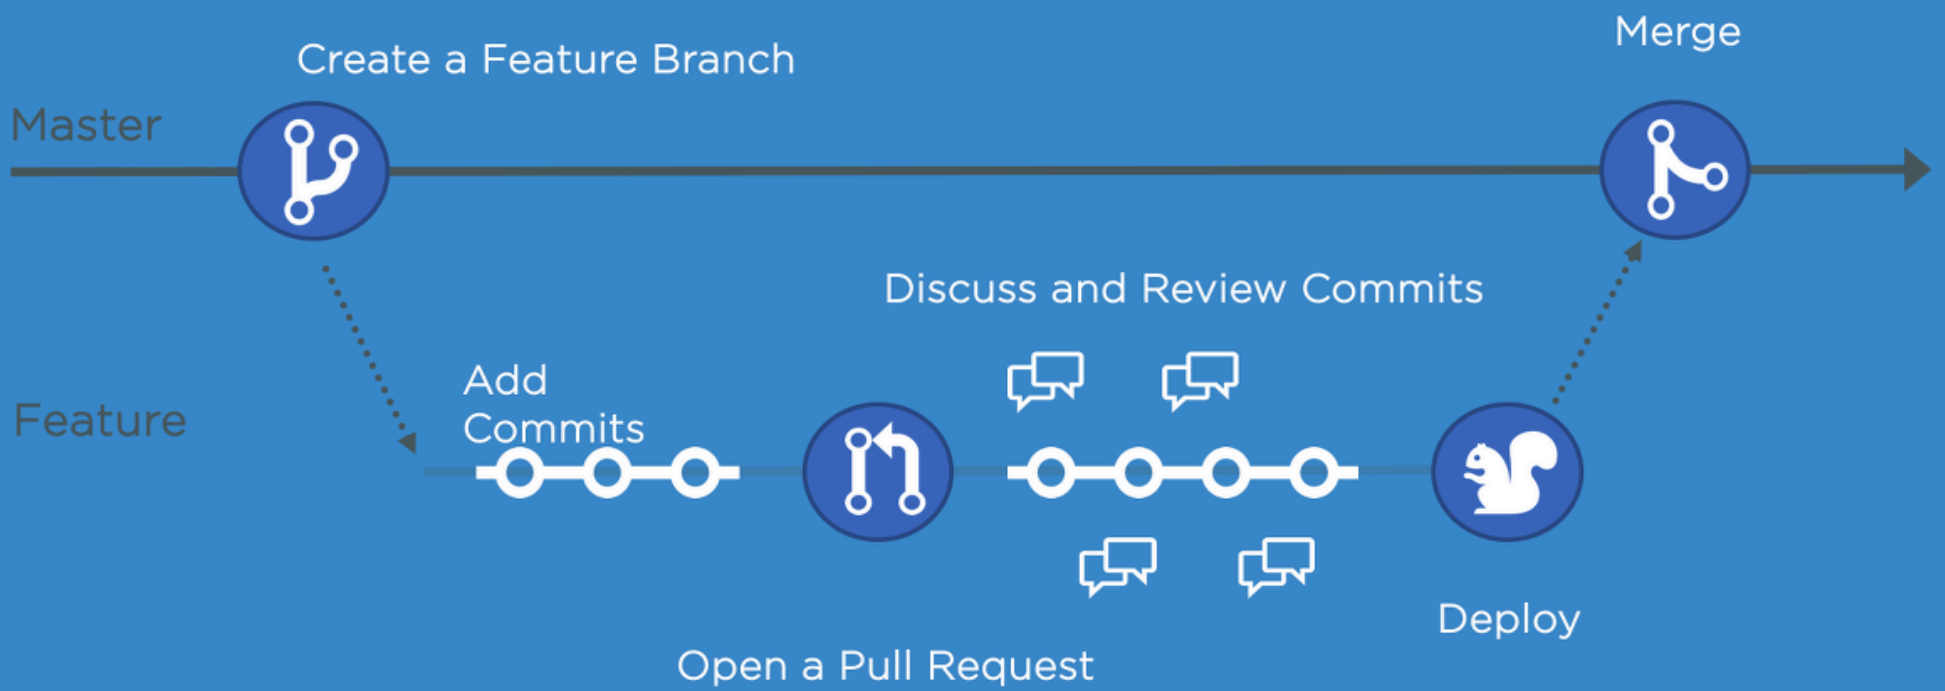 Create a Feature Branch
Merge
Master
Discuss and Review Commits
Add
Commits
Feature
Deploy
Open a Pull Request